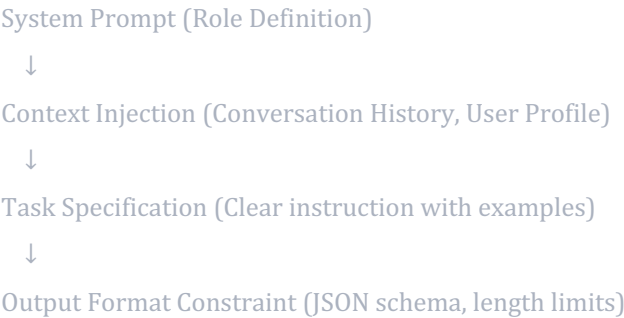 System Prompt (Role Definition)
↓
Context Injection (Conversation History, User Profile)
↓
Task Specification (Clear instruction with examples)
↓
Output Format Constraint (JSON schema, length limits)